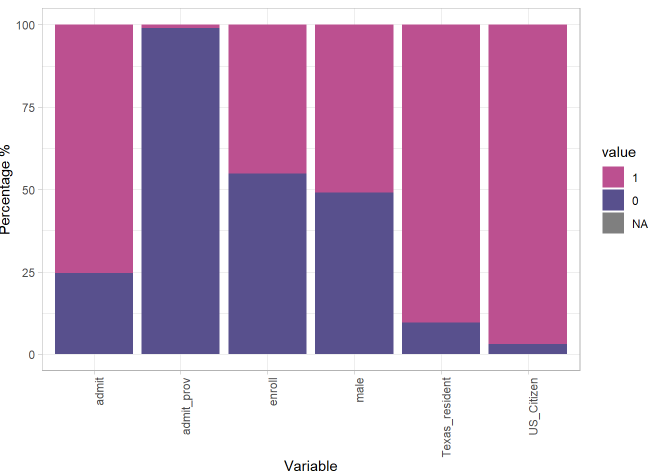 100
75
50
25
0
Percentage %
admit
admit_prov
enroll
male
Texas_resident
US_Citizen
Variable
value
1
0
NA